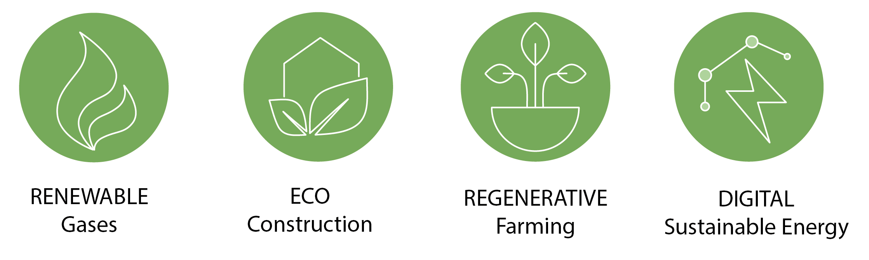 RENEWABLE
Gases
ECO
Construction
REGENERATIVE
Farming
DIGITAL
Sustainable Energy